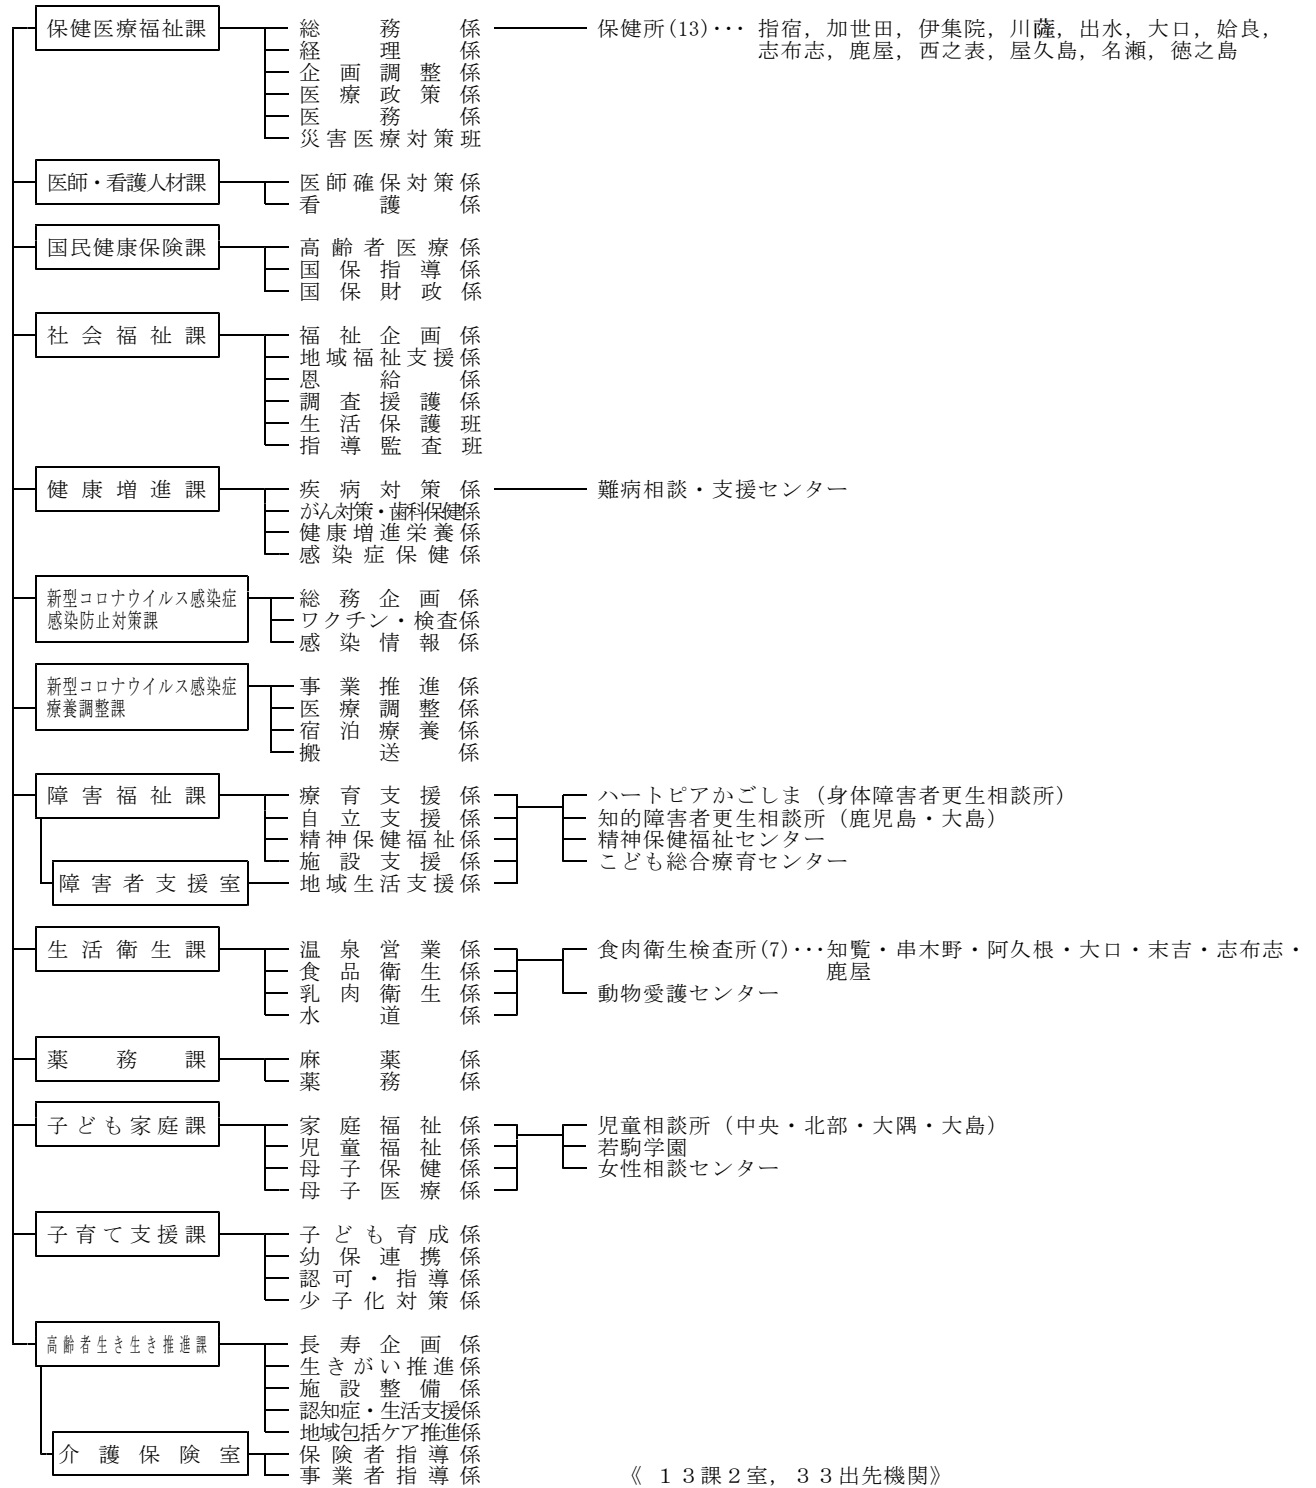 保健医療福祉課 総務係 保健所(13)･･･ 指宿，加世田，伊集院，川薩，出水，大口，姶良，
経理係 志布志，鹿屋，西之表，屋久島，名瀬，徳之島
企画調整係
医療政策係
医務係
災害医療対策班
医師・看護人材課 医師確保対策係
看護係
国民健康保険課 高齢者医療係
国保指導係
国保財政係
社会福祉課 福祉企画係
地域福祉支援係
恩給係
調査援護係
生活保護班
指導監査班
健康増進課 疾病対策係 難病相談・支援センター
がん対策・歯科保健係
健康増進栄養係
感染症保健係
新型コロナウイルス感染症 総務企画係
感染防止対策課 ワクチン・検査係
感染情報係
新型コロナウイルス感染症 事業推進係
療養調整課 医療調整係
宿泊療養係
搬送係
障害福祉課 療育支援係 ハートピアかごしま（身体障害者更生相談所）
自立支援係 知的障害者更生相談所（鹿児島・大島）
精神保健福祉係 精神保健福祉センター
施設支援係 こども総合療育センター
障害者支援室 地域生活支援係
生活衛生課 温泉営業係 食肉衛生検査所(7)･･･知覧・串木野・阿久根・大口・末吉・志布志・
食品衛生係 鹿屋
乳肉衛生係 動物愛護センター
水道係
薬務課 麻薬係
薬務係
子ども家庭課 家庭福祉係 児童相談所（中央・北部・大隅・大島）
児童福祉係 若駒学園
母子保健係 女性相談センター
母子医療係
子育て支援課 子ども育成係
幼保連携係
認可・指導係
少子化対策係
高齢者生き生き推進課 長寿企画係
生きがい推進係
施設整備係
認知症・生活支援係
地域包括ケア推進係
介護保険室 保険者指導係
事業者指導係 《 １３課２室，３３出先機関》